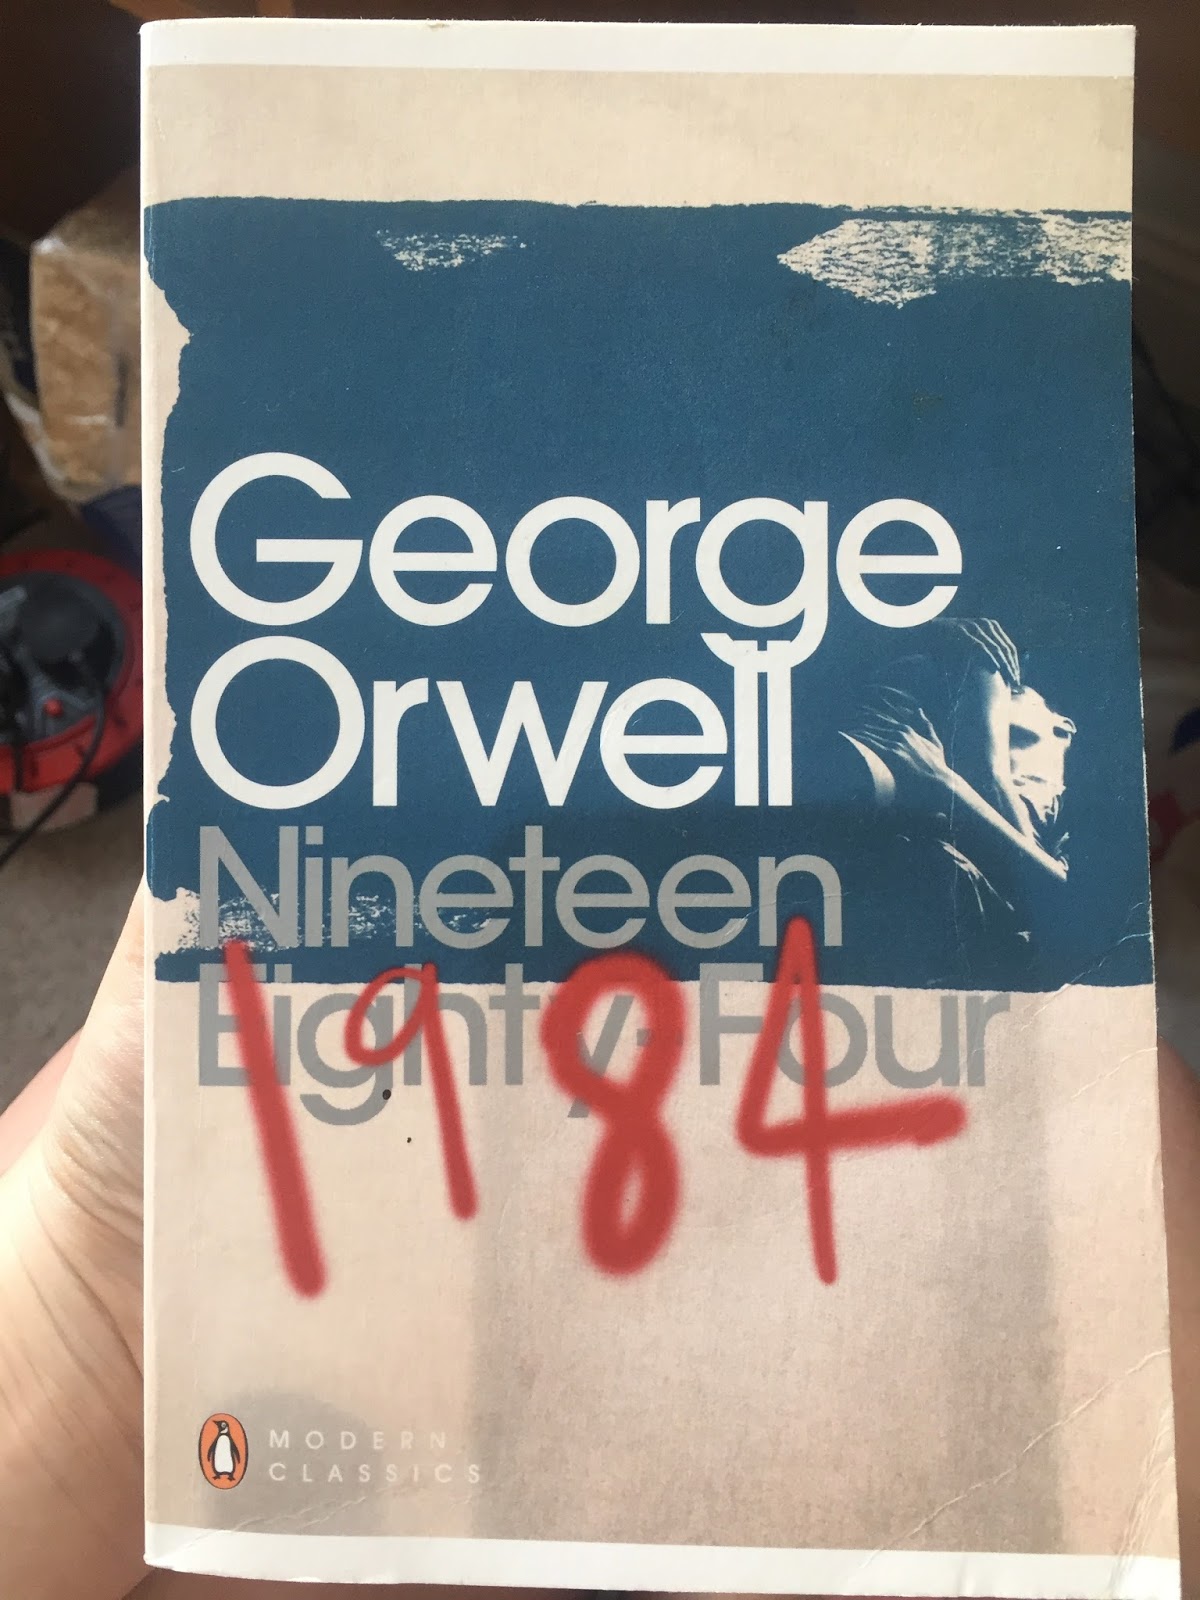 George
Orwell
Nineteen
Eighty-Four
1984
MODERN
CLASSICS